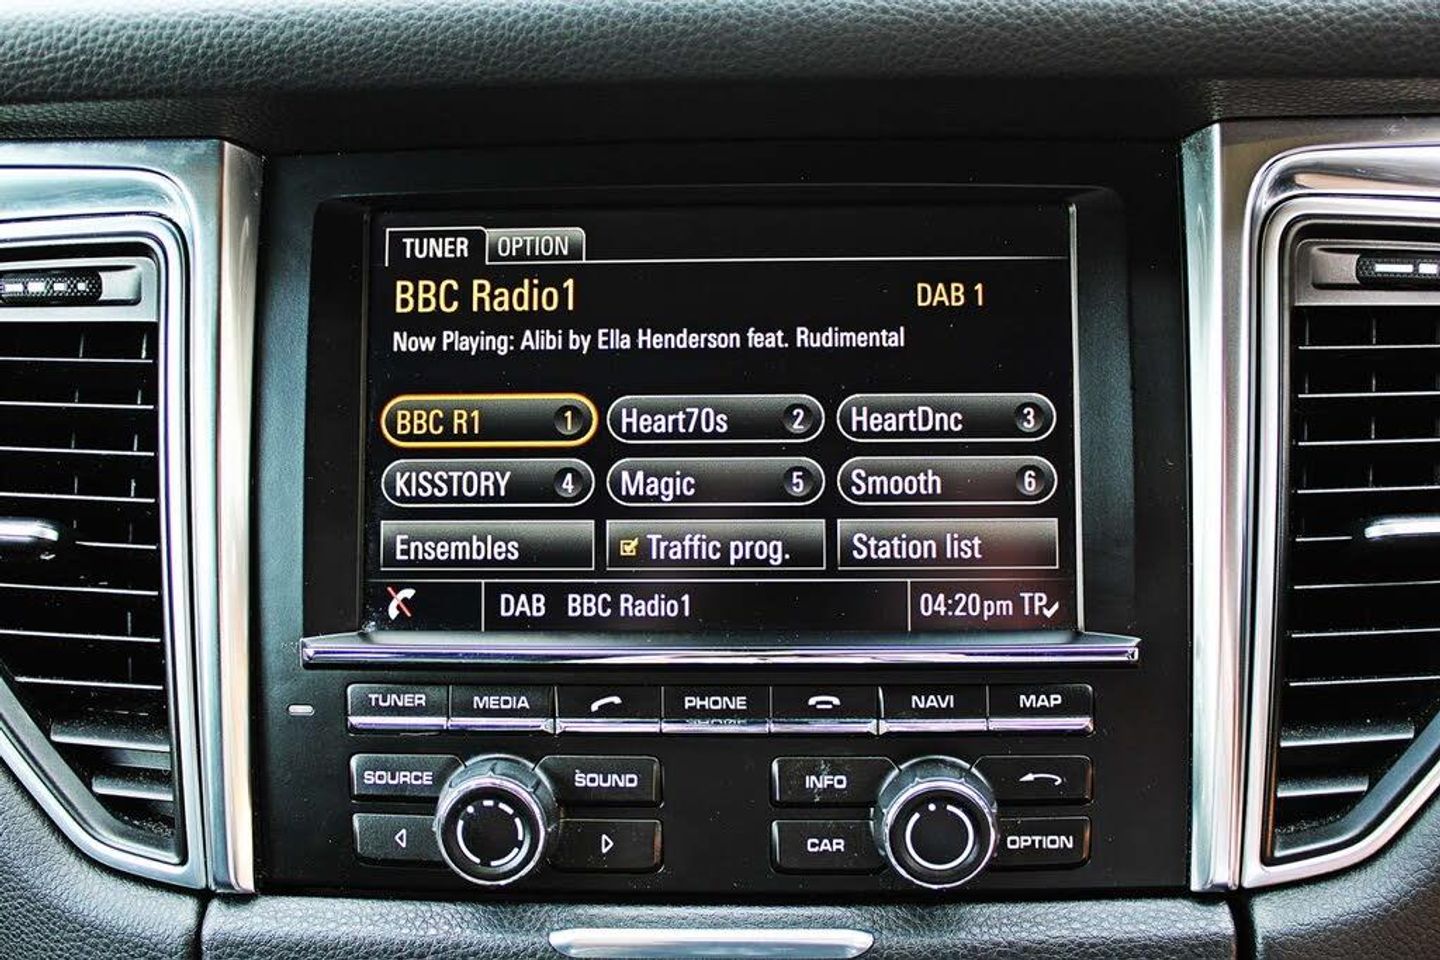 TUNER OPTION
BBC Radio1 DAB 1
Now Playing: Alibi by Ella Henderson feat. Rudimental
BBC R1 1 Heart70s 2 HeartDnc 3
KISSTORY 4 Magic 5 Smooth 6
Ensembles Traffic prog. Station list
DAB BBC Radio1 04:20pm TP
TUNER MEDIA PHONE NAVI MAP
SOURCE SOUND INFO
CAR OPTION